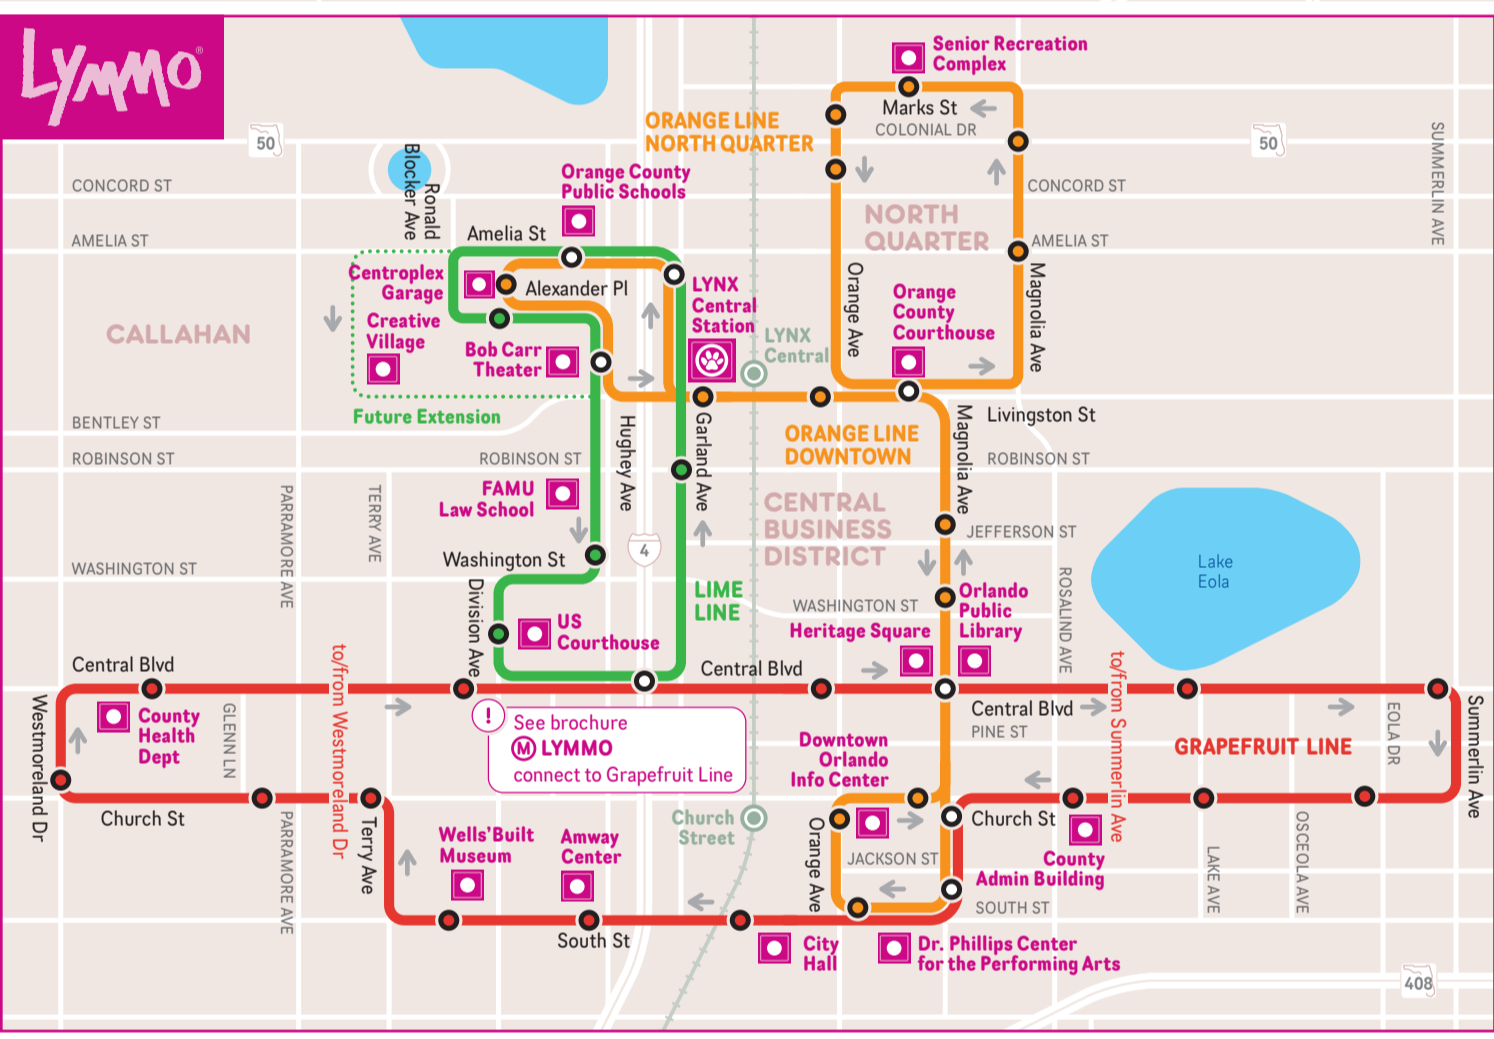 LYMMO®
Senior Recreation
Complex
Marks St
COLONIAL DR
ORANGE LINE
NORTH QUARTER
50
50
SUMMERLIN AVE
Ronald
Blocker Ave
CONCORD ST
CONCORD ST
Orange County
Public Schools
NORTH
QUARTER
AMELIA ST
Amelia St
AMELIA ST
Centroplex
Garage
Alexander Pl
LYNX
Central
Station
Orange Ave
Magnolia Ave
Orange
County
Courthouse
CALLAHAN
Creative
Village
Bob Carr
Theater
LYNX
Central
Future Extension
BENTLEY ST
Hughey Ave
Garland Ave
Livingston St
ORANGE LINE
DOWNTOWN
Magnolia Ave
ROBINSON ST
ROBINSON ST
ROBINSON ST
PARRAMORE AVE
TERRY AVE
FAMU
Law School
CENTRAL
BUSINESS
DISTRICT
JEFFERSON ST
4
Washington St
WASHINGTON ST
Lake
Eola
LIME
LINE
Division Ave
ROSALIND AVE
WASHINGTON ST
Orlando
Public
Library
Heritage Square
US
Courthouse
Central Blvd
Central Blvd
to/from Westmoreland Dr
to/from Summerlin Ave
Westmoreland Dr
County
Health
Dept
GLENN LN
!
See brochure
M LYMMO
connect to Grapefruit Line
Central Blvd
PINE ST
Downtown
Orlando
Info Center
GRAPEFRUIT LINE
EOLA DR
Summerlin Ave
Church St
PARRAMORE AVE
Terry Ave
Wells'Built
Museum
Amway
Center
Church
Street
Orange Ave
JACKSON ST
Church St
County
Admin Building
LAKE AVE
OSCEOLA AVE
SOUTH ST
South St
City
Hall
Dr. Phillips Center
for the Performing Arts
408